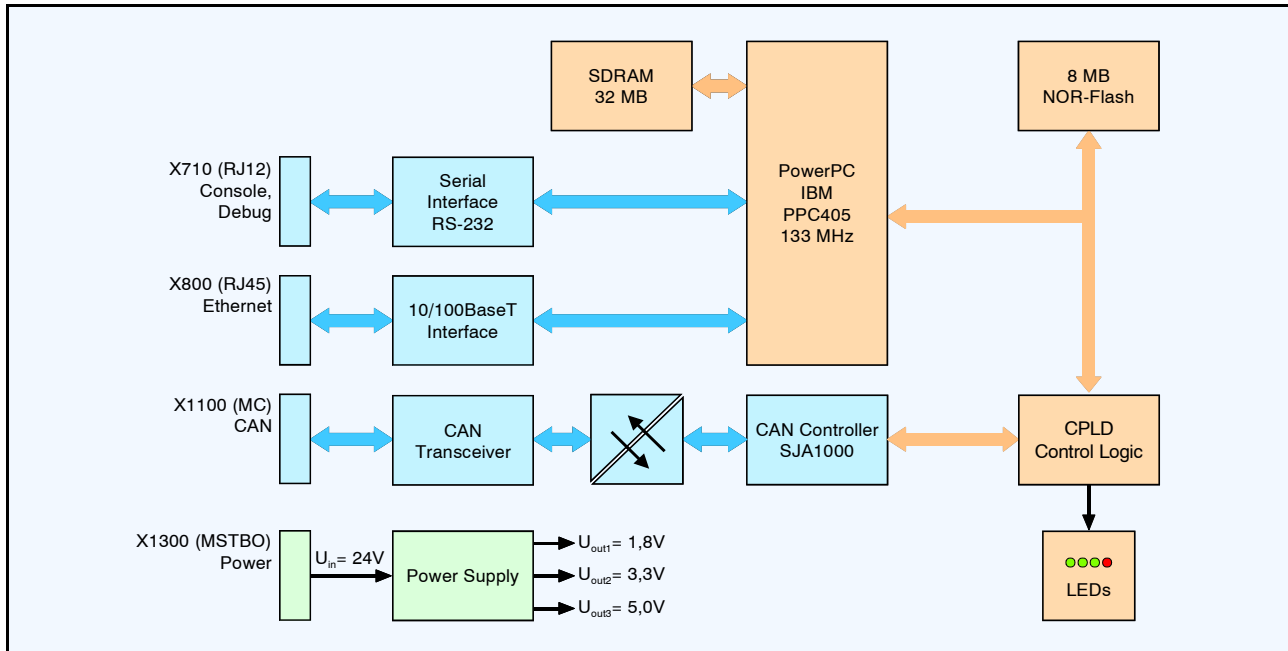 SDRAM
32 MB
PowerPC
IBM
PPC405
133 MHz
8 MB
NOR-Flash
X710 (RJ12)
Console,
Debug
Serial
Interface
RS-232
X800 (RJ45)
Ethernet
10/100BaseT
Interface
X1100 (MC)
CAN
CAN
Transceiver
CAN Controller
SJA1000
CPLD
Control Logic
X1300 (MSTBO)
Power
Uin= 24V
Power Supply
Uout1= 1,8V
Uout2= 3,3V
Uout3= 5,0V
LEDs